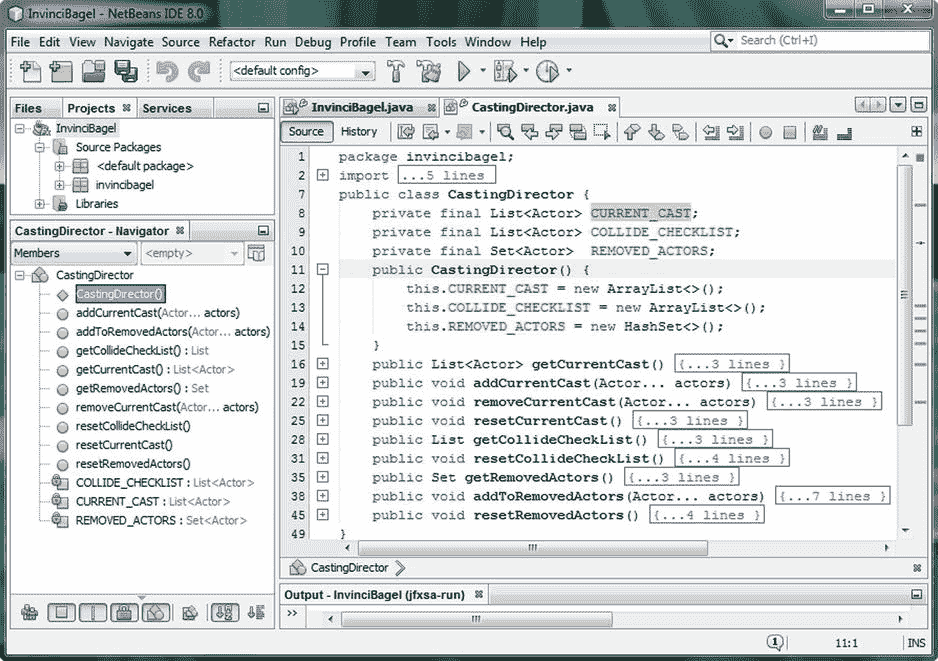 InvinciBagel - NetBeans IDE 8.0
File Edit View Navigate Source Refactor Run Debug Profile Team Tools Window Help
Search (Ctrl+I)
<default config>
Files Projects Services
InvinciBagel
Source Packages
<default package>
invincibagel
Libraries
CastingDirector - Navigator
Members <empty>
CastingDirector
CastingDirector()
addCurrentCast(Actor... actors)
addToRemovedActors(Actor... actors)
getCollideCheckList() : List
getCurrentCast() : List<Actor>
getRemovedActors() : Set
removeCurrentCast(Actor... actors)
resetCollideCheckList()
resetCurrentCast()
resetRemovedActors()
COLLIDE_CHECKLIST : List<Actor>
CURRENT_CAST : List<Actor>
REMOVED_ACTORS : Set<Actor>
InvinciBagel.java CastingDirector.java
Source History
1 package invincibagel;
2 import ...5 lines
7 public class CastingDirector {
8 private final List<Actor> CURRENT_CAST;
9 private final List<Actor> COLLIDE_CHECKLIST;
10 private final Set<Actor> REMOVED_ACTORS;
11 public CastingDirector() {
12 this.CURRENT_CAST = new ArrayList<>();
13 this.COLLIDE_CHECKLIST = new ArrayList<>();
14 this.REMOVED_ACTORS = new HashSet<>();
15 }
16 public List<Actor> getCurrentCast() {...3 lines }
19 public void addCurrentCast(Actor... actors) {...3 lines }
22 public void removeCurrentCast(Actor... actors) {...3 lines }
25 public void resetCurrentCast() {...3 lines }
28 public List getCollideCheckList() {...3 lines }
31 public void resetCollideCheckList() {...4 lines }
35 public Set getRemovedActors() {...3 lines }
38 public void addToRemovedActors(Actor... actors) {...7 lines }
45 public void resetRemovedActors() {...4 lines }
49 }
CastingDirector
Output - InvinciBagel (jfxsa-run)
11:1 INS